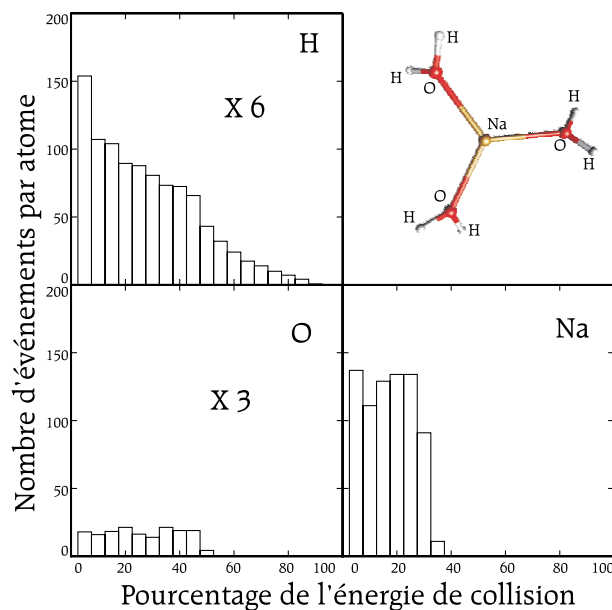 Nombre d'événements par atome
200
150
100
50
0
H
X 6
H
H
O
Na
H
O
H
O
H
H
200
150
100
50
0
O
X 3
Na
0 20 40 60 80 100
0 20 40 60 80 100
Pourcentage de l'énergie de collision